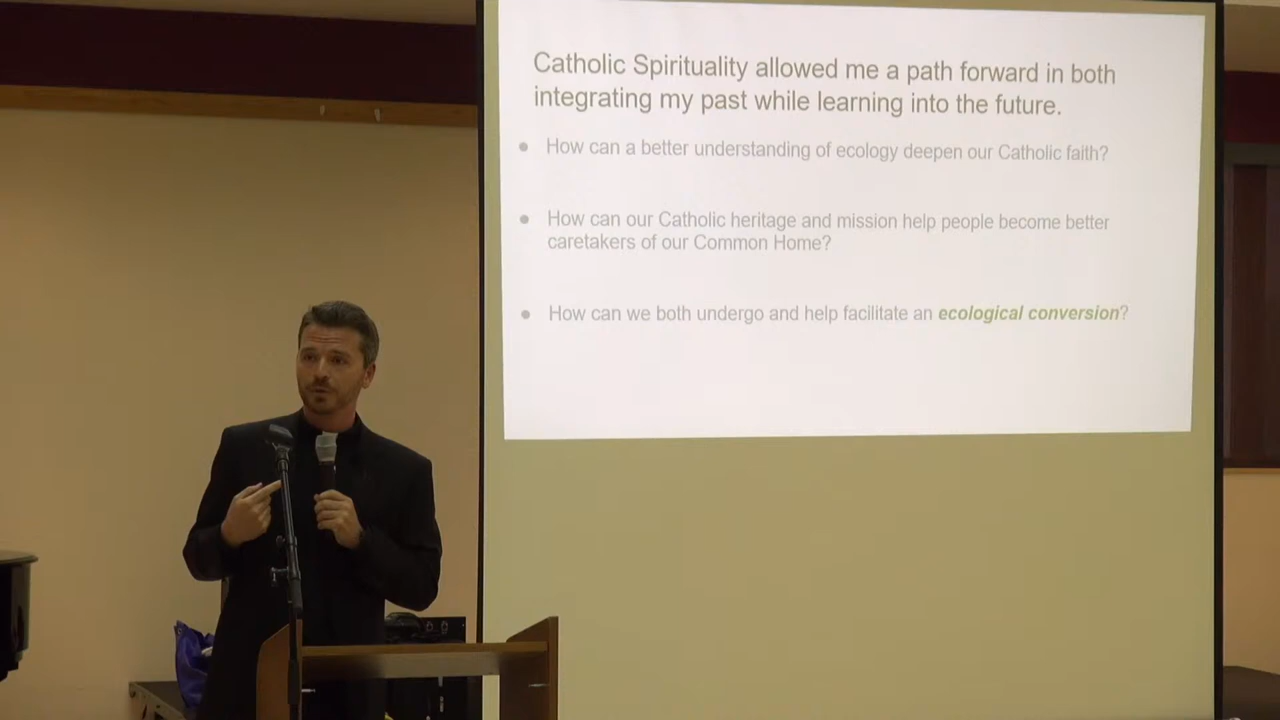 Catholic Spirituality allowed me a path forward in both
integrating my past while learning into the future.
● How can a better understanding of ecology deepen our Catholic faith?
● How can our Catholic heritage and mission help people become better
caretakers of our Common Home?
● How can we both undergo and help facilitate an ecological conversion?